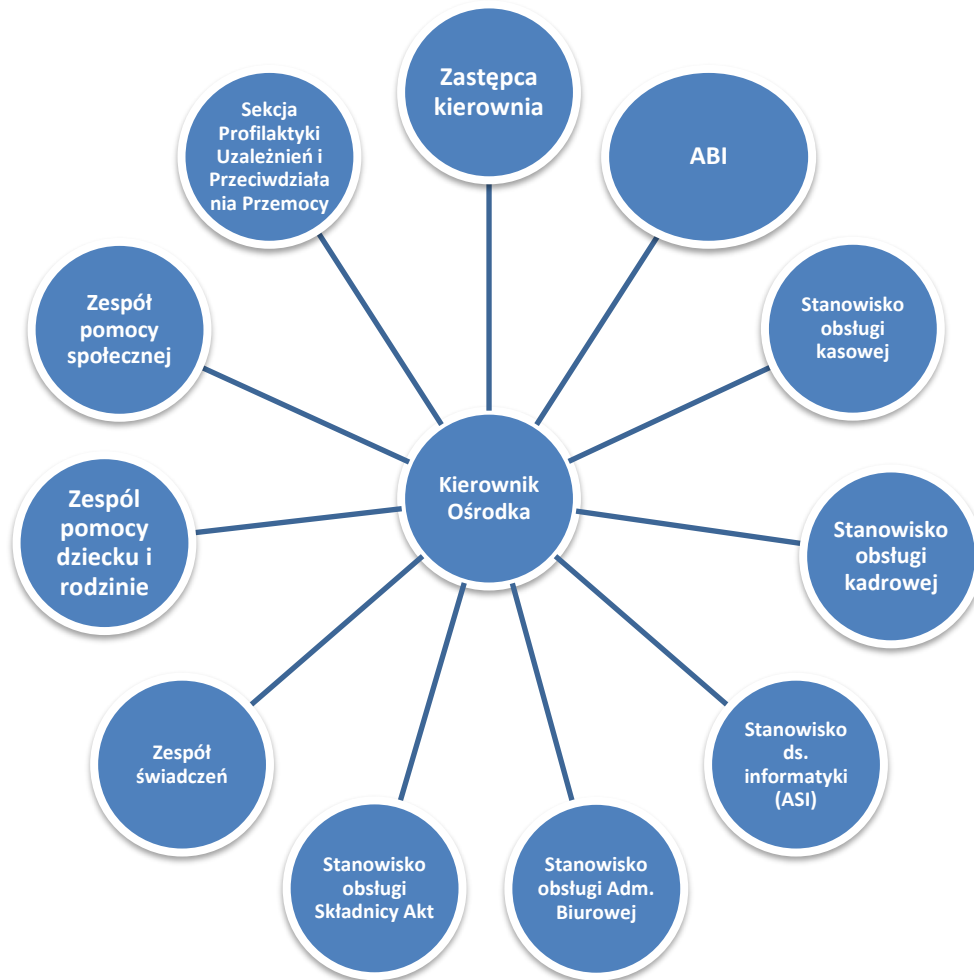 Zastępca
kierownia
ABI
Stanowisko
obsługi
kasowej
Stanowisko
obsługi
kadrowej
Stanowisko
ds.
informatyki
(ASI)
Stanowisko
obsługi Adm.
Biurowej
Stanowisko
obsługi
Składnicy Akt
Zespół
świadczeń
Zespól
pomocy
dziecku i
rodzinie
Zespół
pomocy
społecznej
Sekcja
Profilaktyki
Uzależnień i
Przeciwdziała
nia Przemocy
Kierownik
Ośrodka